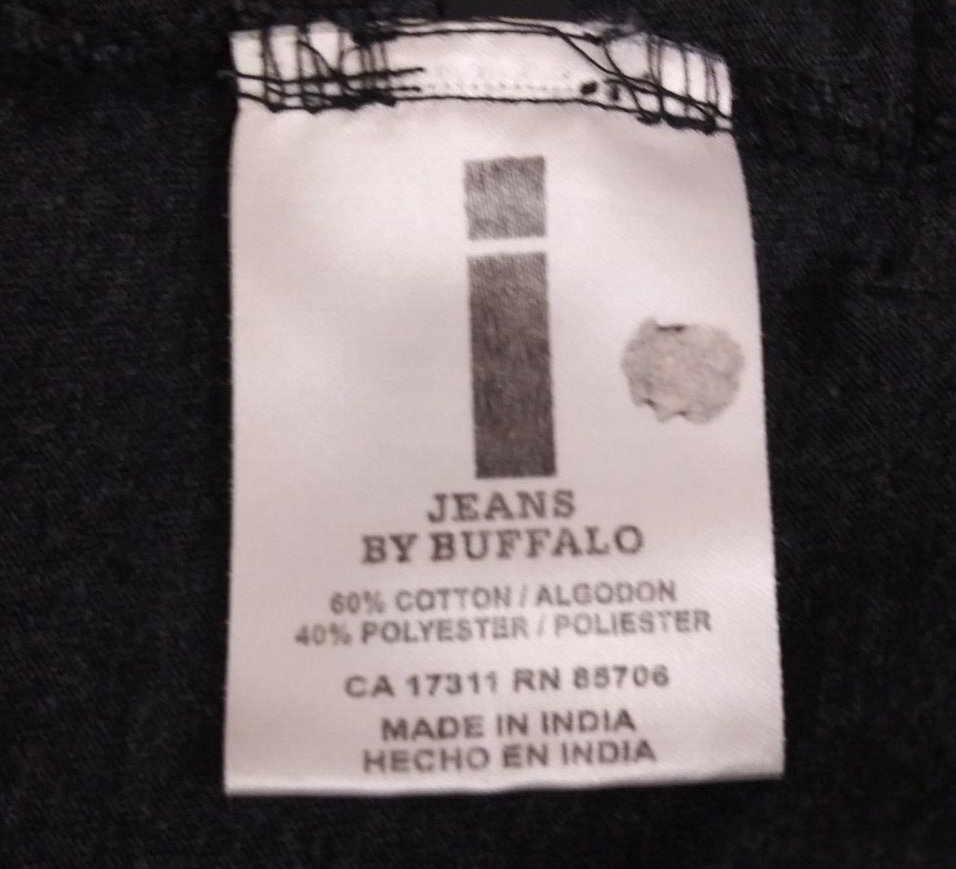 i
JEANS
BY BUFFALO
60% COTTON / ALGODON
40% POLYESTER / POLIESTER
CA 17311 RN 85706
MADE IN INDIA
HECHO EN INDIA